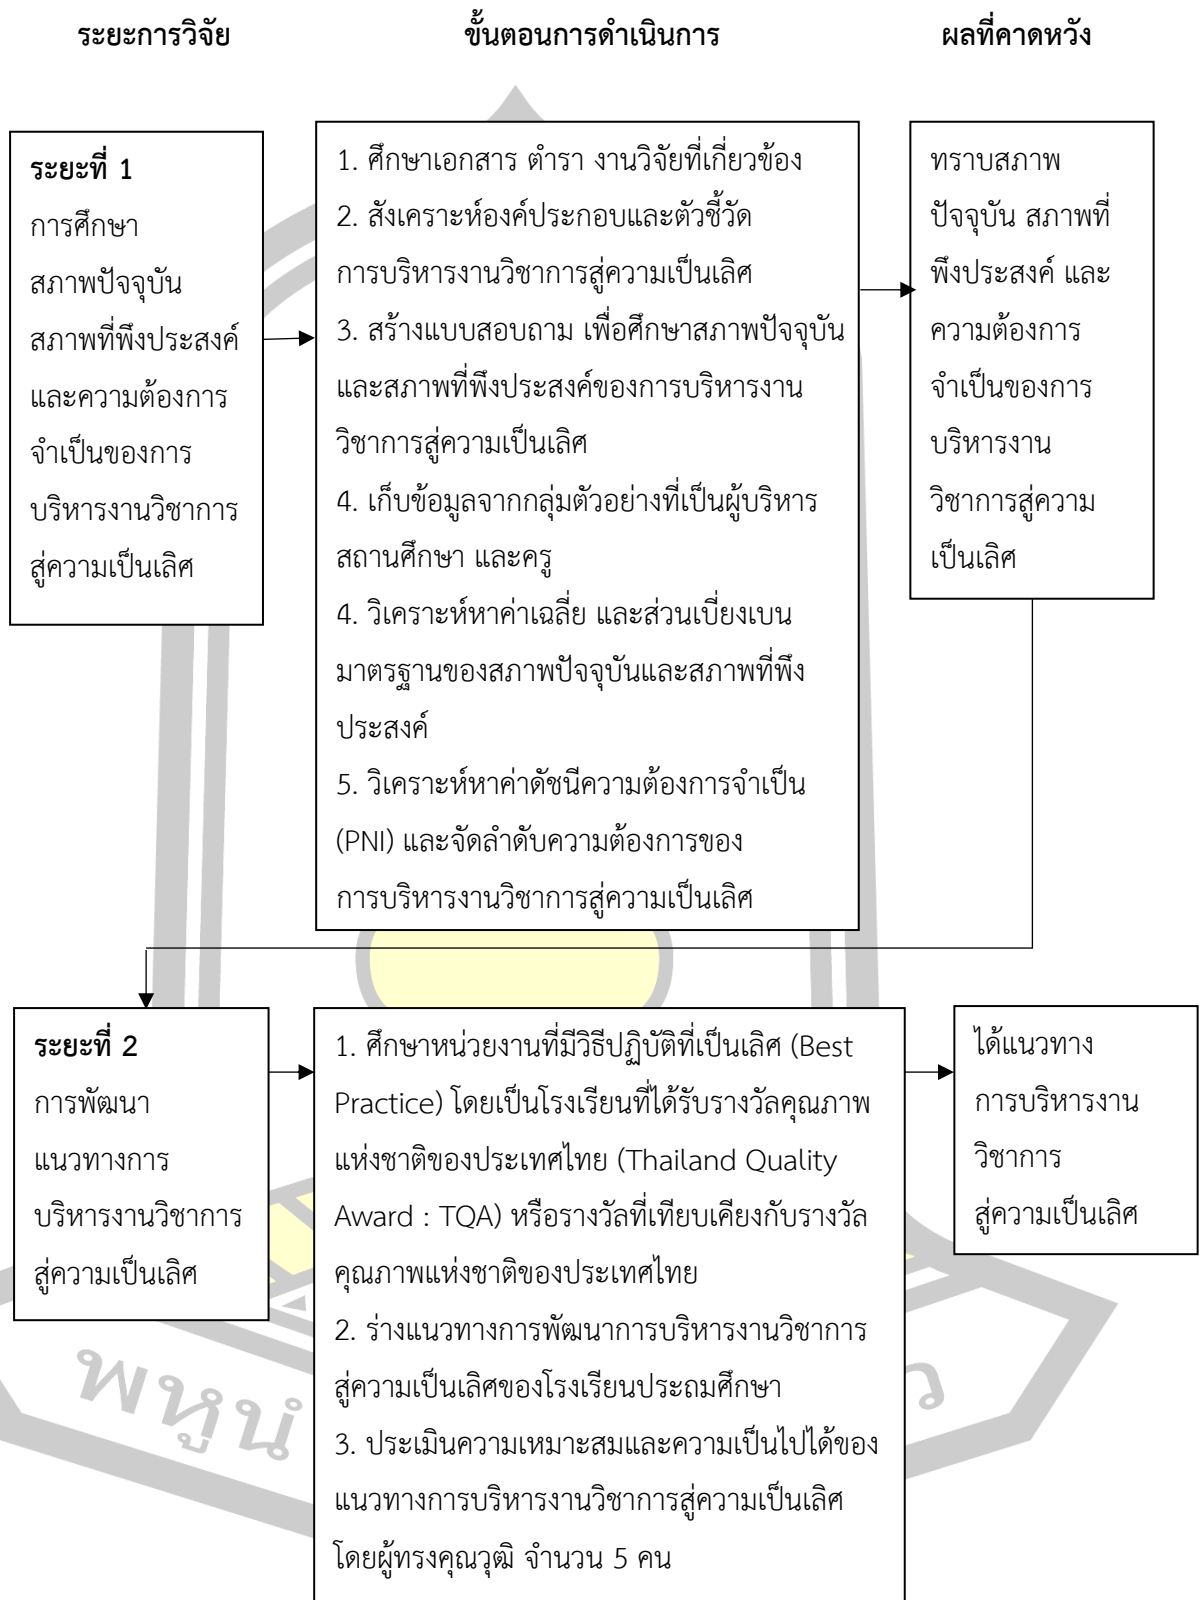 ระยะการวิจัย
ขั้นตอนการดำเนินการ
ผลที่คาดหวัง
ระยะที่ 1
การศึกษา
สภาพปัจจุบัน
สภาพที่พึงประสงค์
และความต้องการ
จำเป็นของการ
บริหารงานวิชาการ
สู่ความเป็นเลิศ
1. ศึกษาเอกสาร ตำรา งานวิจัยที่เกี่ยวข้อง
2. สังเคราะห์องค์ประกอบและตัวชี้วัด
การบริหารงานวิชาการสู่ความเป็นเลิศ
3. สร้างแบบสอบถาม เพื่อศึกษาสภาพปัจจุบัน
และสภาพที่พึงประสงค์ของการบริหารงาน
วิชาการสู่ความเป็นเลิศ
4. เก็บข้อมูลจากกลุ่มตัวอย่างที่เป็นผู้บริหาร
สถานศึกษา และครู
4. วิเคราะห์หาค่าเฉลี่ย และส่วนเบี่ยงเบน
มาตรฐานของสภาพปัจจุบันและสภาพที่พึง
ประสงค์
5. วิเคราะห์หาค่าดัชนีความต้องการจำเป็น
(PNI) และจัดลำดับความต้องการของ
การบริหารงานวิชาการสู่ความเป็นเลิศ
ทราบสภาพ
ปัจจุบัน สภาพที่
พึงประสงค์ และ
ความต้องการ
จำเป็นของการ
บริหารงาน
วิชาการสู่ความ
เป็นเลิศ
ระยะที่ 2
การพัฒนา
แนวทางการ
บริหารงานวิชาการ
สู่ความเป็นเลิศ
1. ศึกษาหน่วยงานที่มีวิธีปฏิบัติที่เป็นเลิศ (Best
Practice) โดยเป็นโรงเรียนที่ได้รับรางวัลคุณภาพ
แห่งชาติของประเทศไทย (Thailand Quality
Award : TQA) หรือรางวัลที่เทียบเคียงกับรางวัล
คุณภาพแห่งชาติของประเทศไทย
2. ร่างแนวทางการพัฒนาการบริหารงานวิชาการ
สู่ความเป็นเลิศของโรงเรียนประถมศึกษา
3. ประเมินความเหมาะสมและความเป็นไปได้ของ
แนวทางการบริหารงานวิชาการสู่ความเป็นเลิศ
โดยผู้ทรงคุณวุฒิ จำนวน 5 คน
ได้แนวทาง
การบริหารงาน
วิชาการ
สู่ความเป็นเลิศ